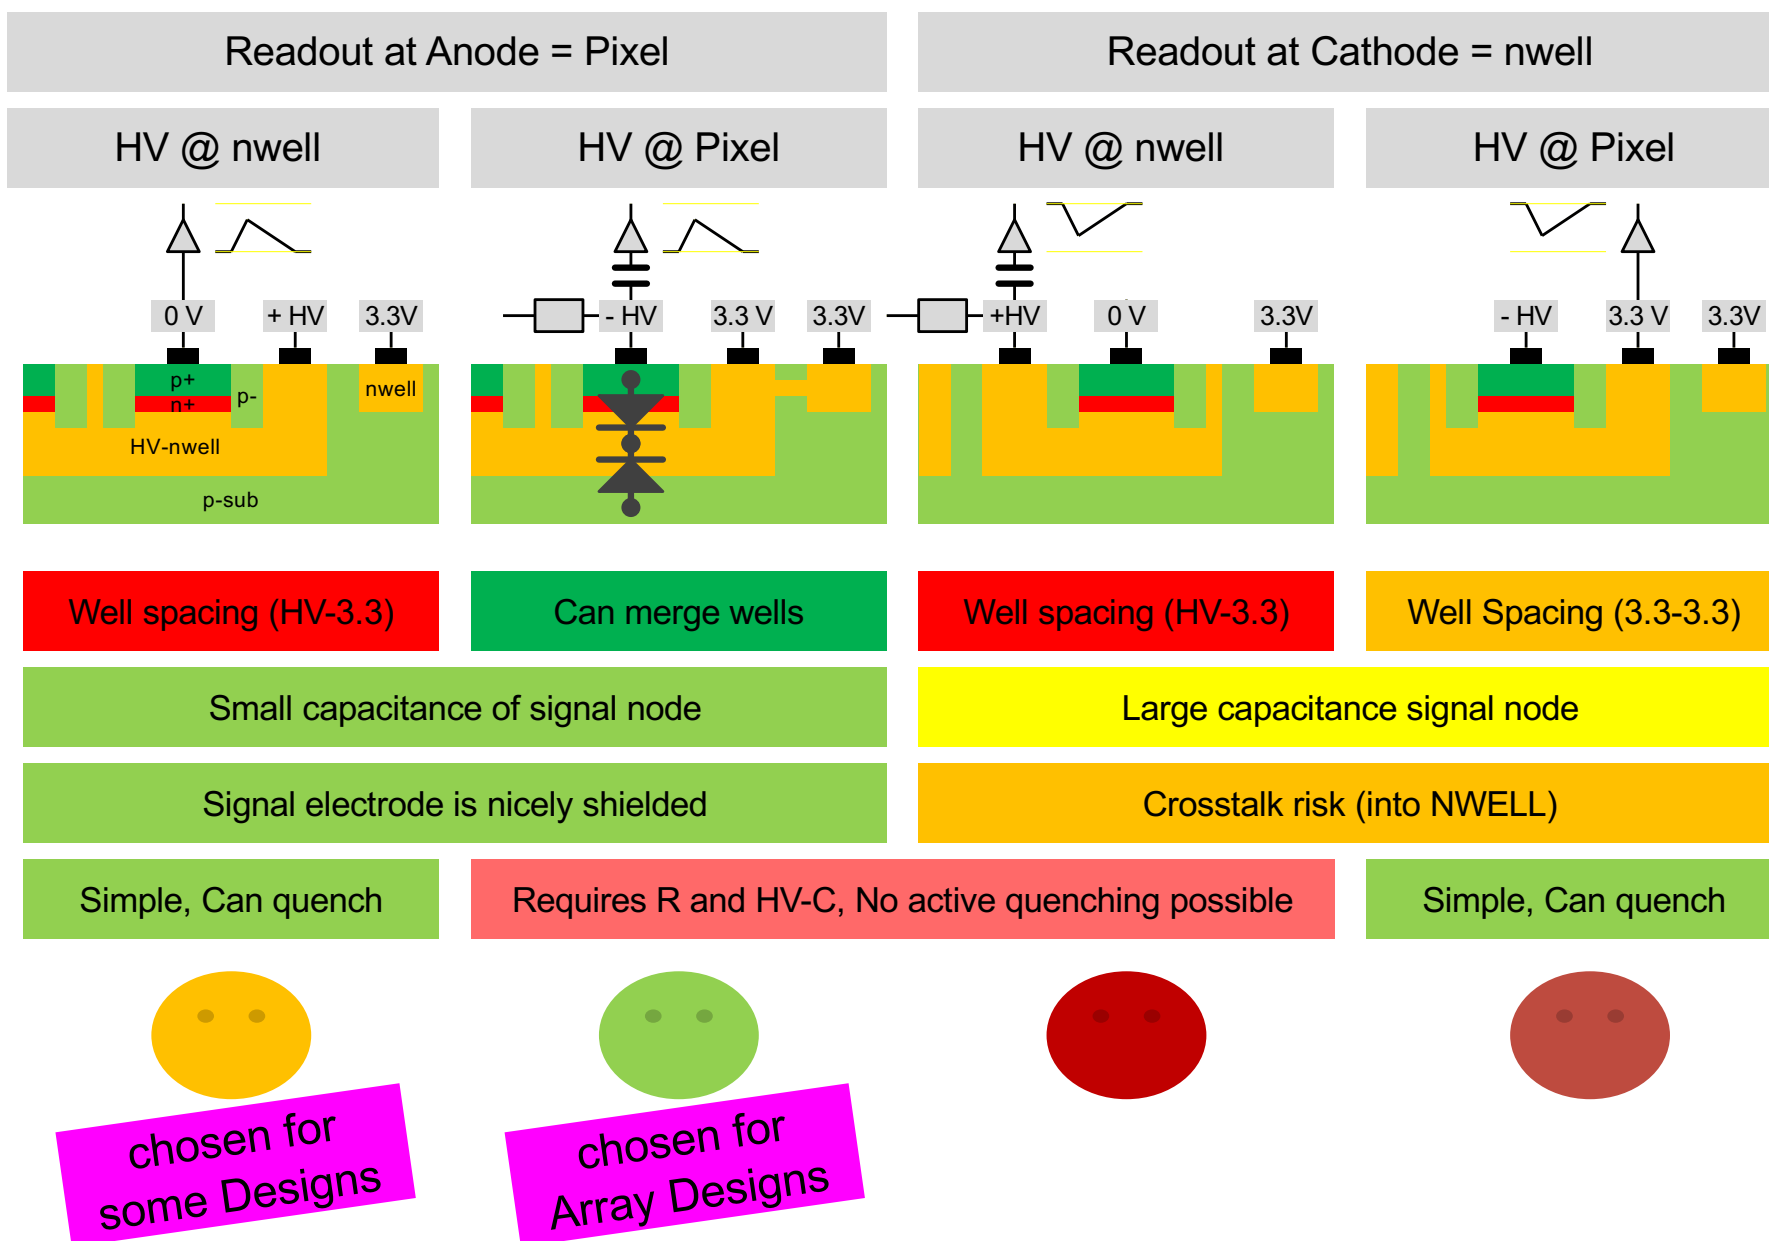 Readout at Anode = Pixel
Readout at Cathode = nwell
HV @ nwell
HV @ Pixel
HV @ nwell
HV @ Pixel
0 V
+ HV
3.3V
- HV
3.3 V
3.3V
+HV
0 V
3.3V
- HV
3.3 V
3.3V
p+
n+
p-
nwell
HV-nwell
p-sub
Well spacing (HV-3.3)
Can merge wells
Well spacing (HV-3.3)
Well Spacing (3.3-3.3)
Small capacitance of signal node
Large capacitance signal node
Signal electrode is nicely shielded
Crosstalk risk (into NWELL)
Simple, Can quench
Requires R and HV-C, No active quenching possible
Simple, Can quench
chosen for
some Designs
chosen for
Array Designs